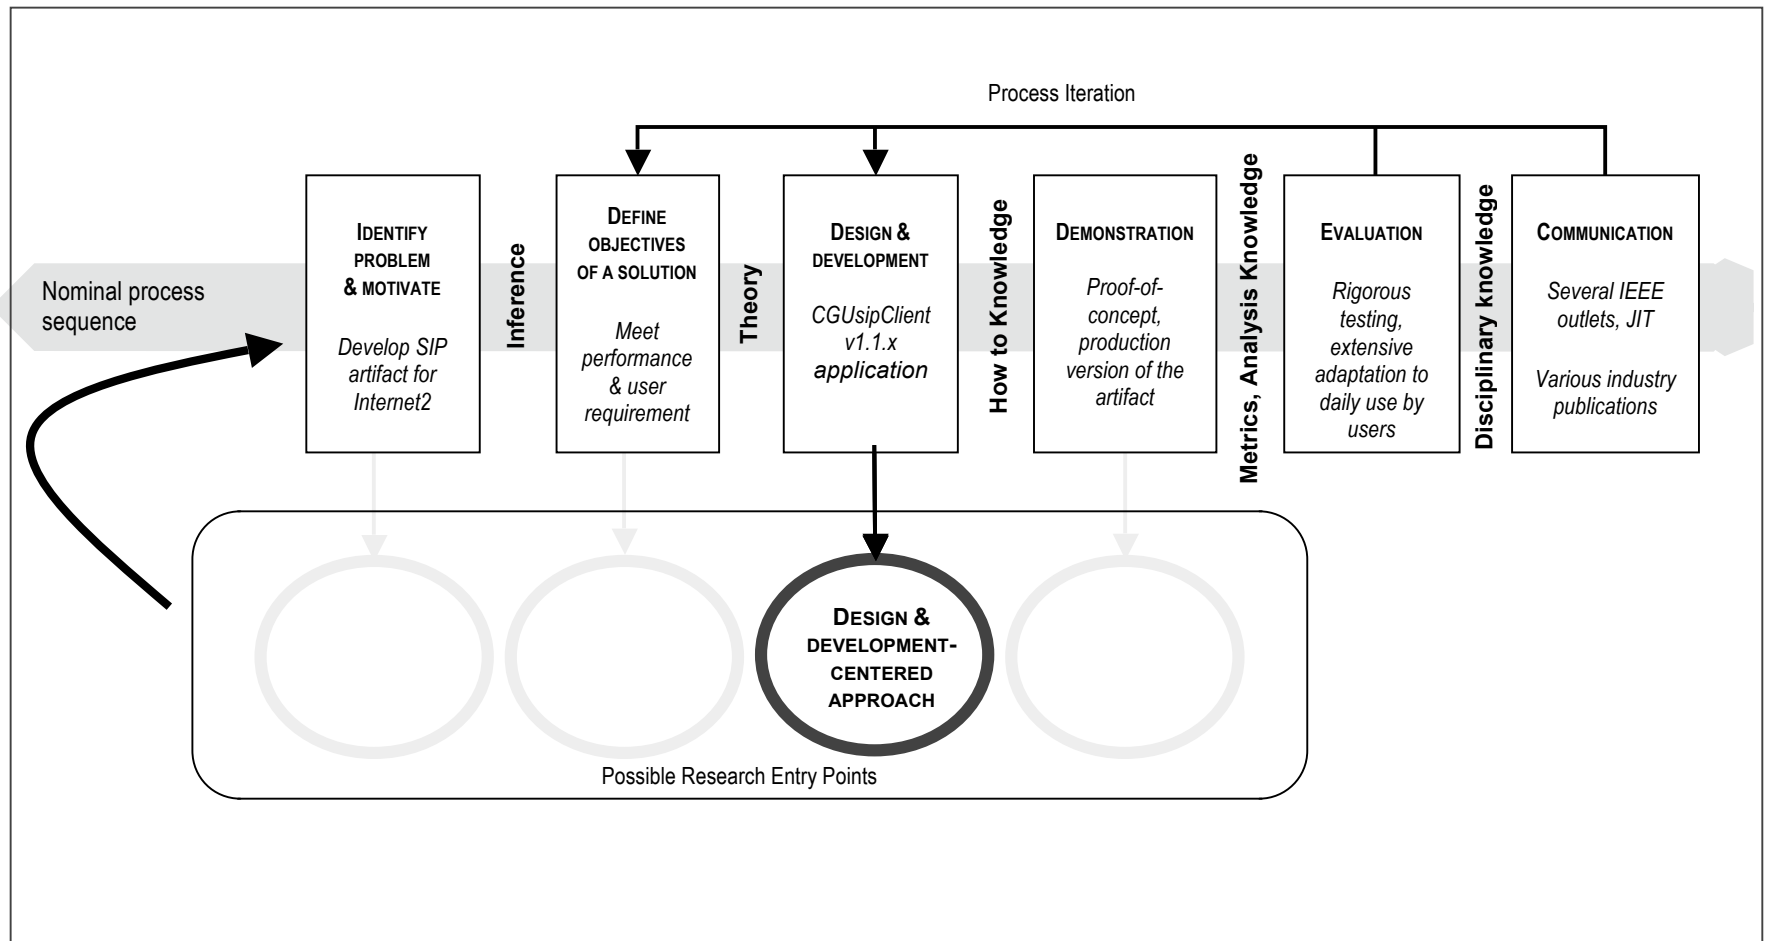 Process Iteration
Nominal process
sequence
IDENTIFY
PROBLEM
& MOTIVATE
Develop SIP
artifact for
Internet2
Inference
DEFINE
OBJECTIVES
OF A SOLUTION
Meet
performance
& user
requirement
Theory
DESIGN &
DEVELOPMENT
CGUsipClient
v1.1.x
application
How to Knowledge
DEMONSTRATION
Proof-of-
concept,
production
version of the
artifact
Metrics, Analysis Knowledge
EVALUATION
Rigorous
testing,
extensive
adaptation to
daily use by
users
Disciplinary knowledge
COMMUNICATION
Several IEEE
outlets, JIT
Various industry
publications
DESIGN &
DEVELOPMENT-
CENTERED
APPROACH
Possible Research Entry Points